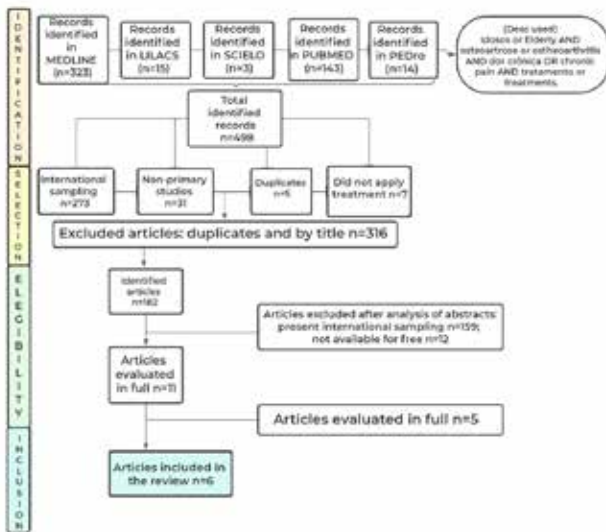 IDENTIFICATION
Records
identified
in MEDLINE
(n=323)
Records
identified
in LILACS
(n=15)
Records
identified
in SCIELO
(n=3)
Records
identified
in PUBMED
(n=143)
Records
identified
in PEDro
(n=14)
(Desc used)
Idosos or Elderly AND
osteoartrose or
AND dor crônica OR chronic
pain AND tratamento or
treatments.
Total
identified
records
n=498
SELECTION
International
sampling
n=273
Non-primary
studies
n=31
Duplicates
n=5
Did not apply
treatment n=7
Excluded articles: duplicates and by title n=316
ELEGIBILITY
Identified
articles
n=182
Articles excluded after analysis of abstracts:
present international sampling n=159;
not available for free n=12
Articles
evaluated
in full n=11
Articles evaluated in full n=5
INCLUSION
Articles included in
the review n=6